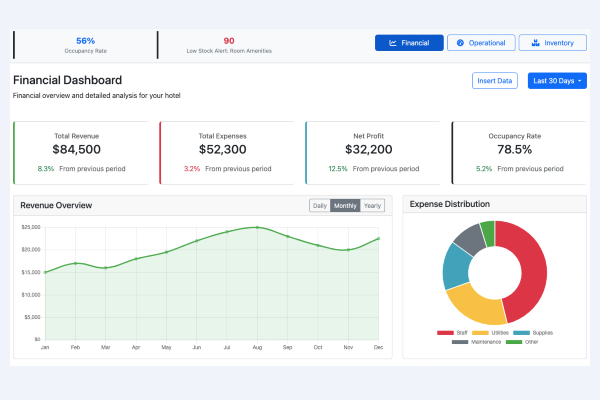 56%
Occupancy Rate
90
Low Stock Alert: Room Amenities
Financial
Operational
Inventory
Financial Dashboard
Financial overview and detailed analysis for your hotel
Insert Data
Last 30 Days
Total Revenue
$84,500
8.3% From previous period
Total Expenses
$52,300
3.2% From previous period
Net Profit
$32,200
12.5% From previous period
Occupancy Rate
78.5%
5.2% From previous period
Revenue Overview
Daily Monthly Yearly
$25,000
$20,000
$15,000
$10,000
$5,000
$0
Jan Feb Mar Apr May Jun Jul Aug Sep Oct Nov Dec
Expense Distribution
Staff Utilities Supplies
Maintenance Other